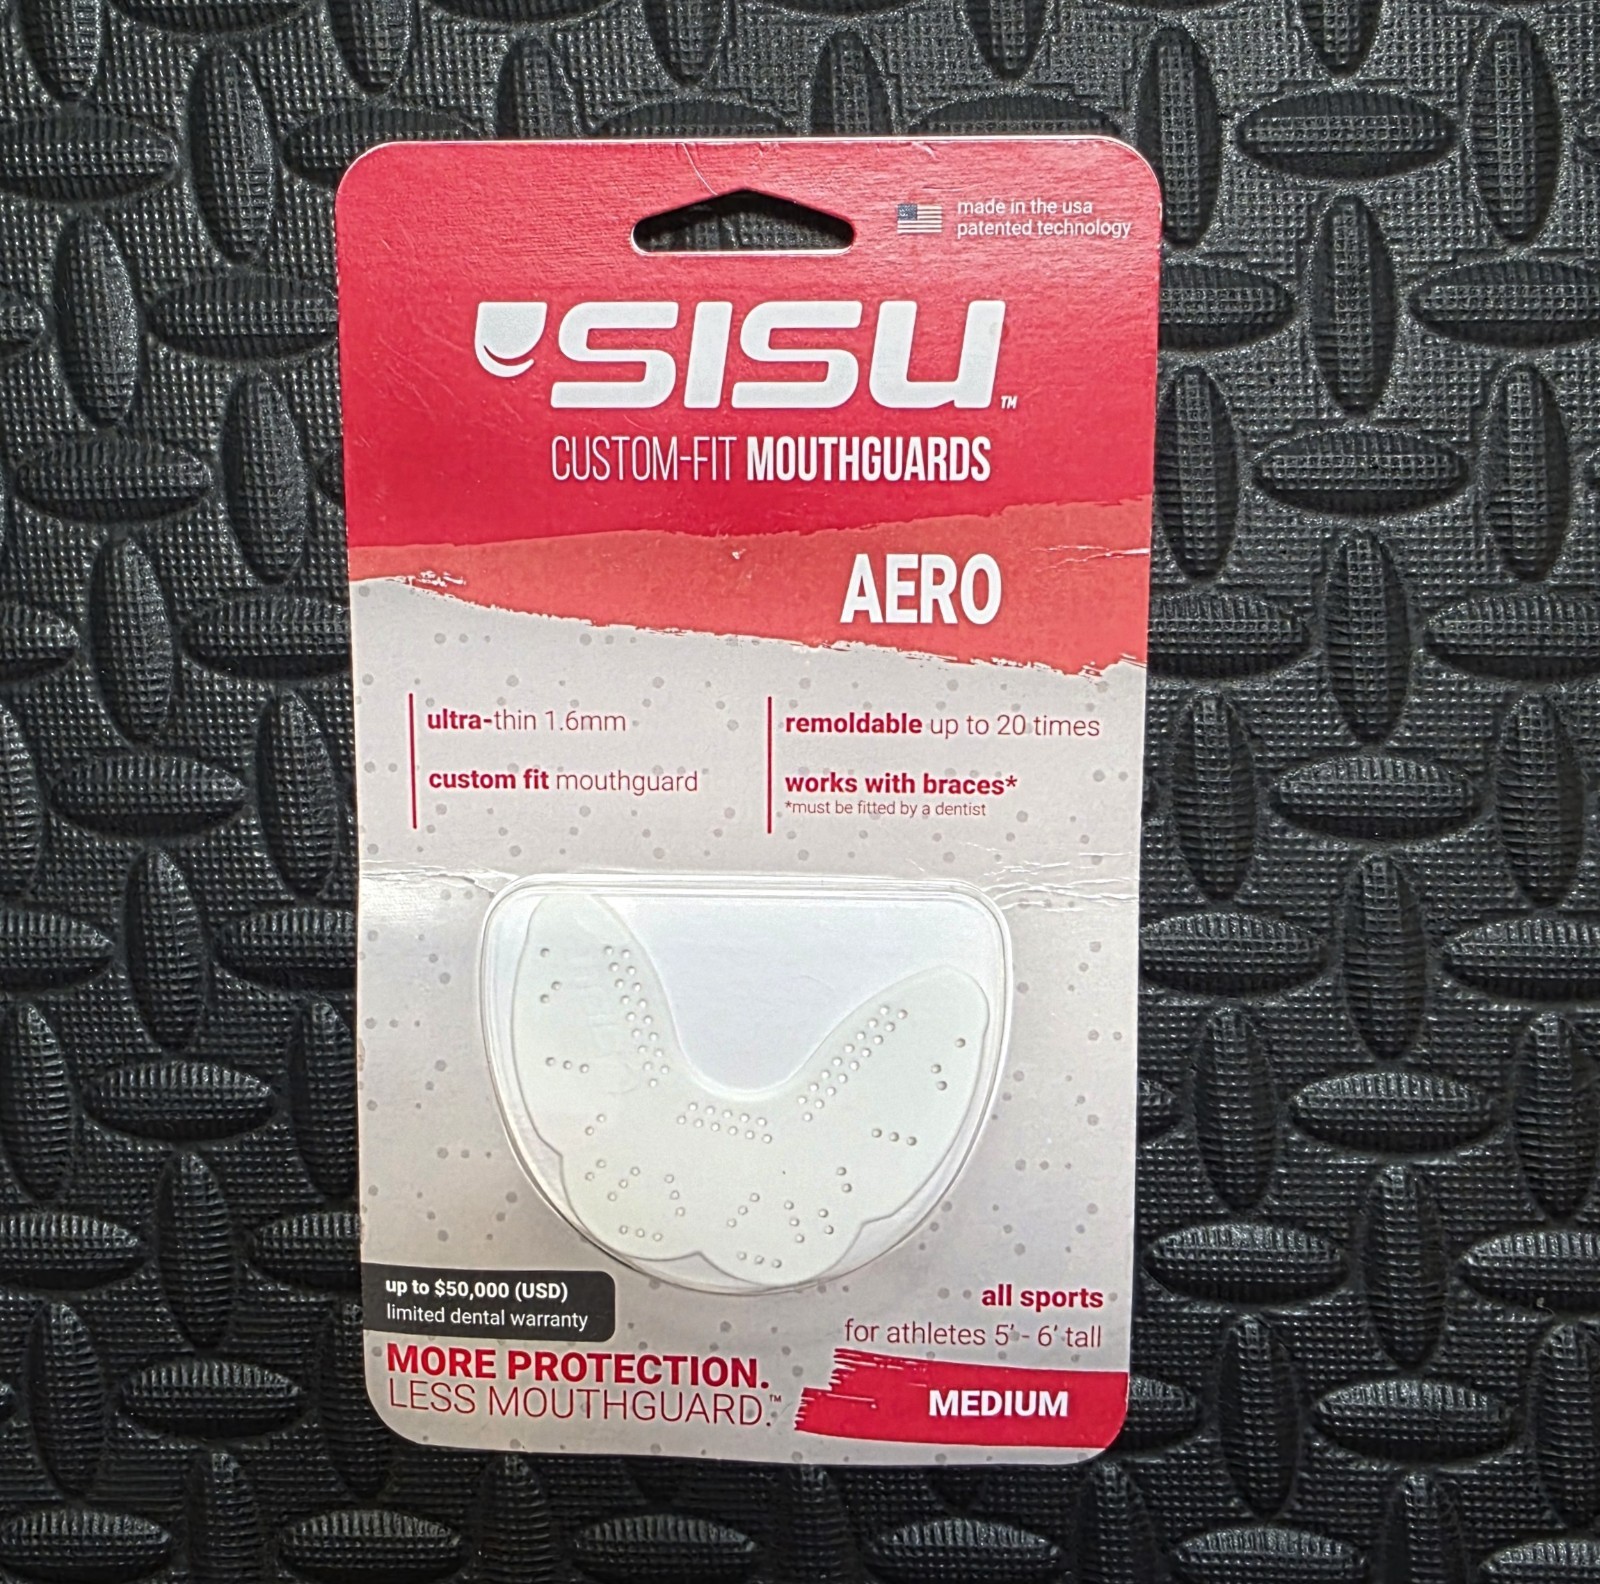 made in the usa
patented technology
SISU™
CUSTOM-FIT MOUTHGUARDS
AERO
ultra-thin 1.6mm
custom fit mouthguard
remoldable up to 20 times
works with braces*
*must be fitted by a dentist
up to $50,000 (USD)
limited dental warranty
MORE PROTECTION.
LESS MOUTHGUARD.™
all sports
for athletes 5' - 6' tall
MEDIUM